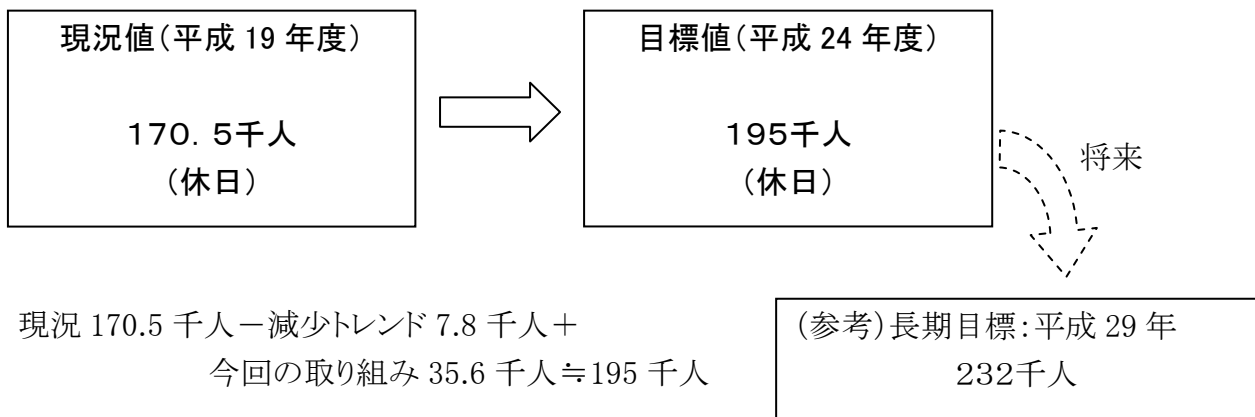 現況値(平成 19 年度)
170．5千人
(休日)
目標値(平成 24 年度)
195千人
(休日)
将来
現況 170.5 千人－減少トレンド 7.8 千人＋
今回の取り組み 35.6 千人≒195 千人
(参考)長期目標:平成 29 年
232千人